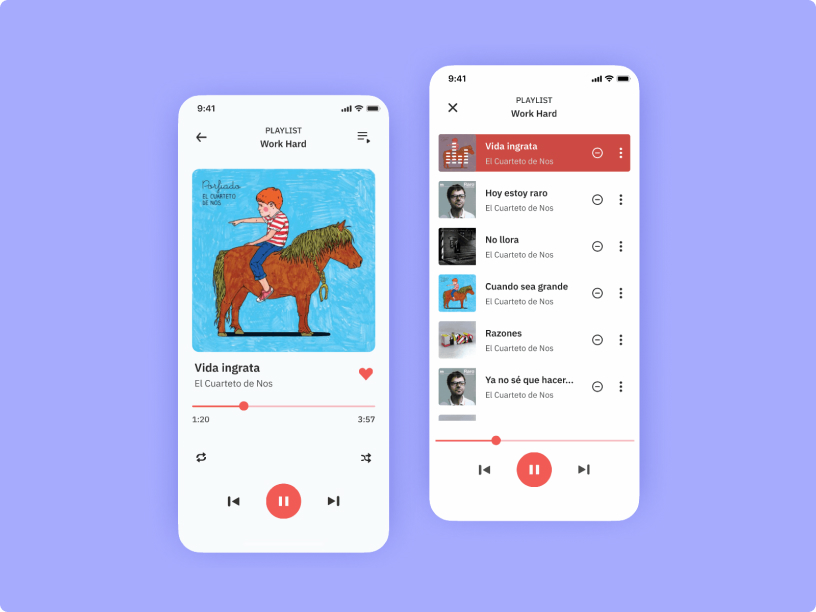 9:41
PLAYLIST
Work Hard
Porfiado
EL CUARTETO
DE NOS
Vida ingrata
El Cuarteto de Nos
1:20
3:57
9:41
PLAYLIST
Work Hard
Vida ingrata
El Cuarteto de Nos
Hoy estoy raro
El Cuarteto de Nos
No llora
El Cuarteto de Nos
Cuando sea grande
El Cuarteto de Nos
Razones
El Cuarteto de Nos
Ya no sé que hacer...
El Cuarteto de Nos